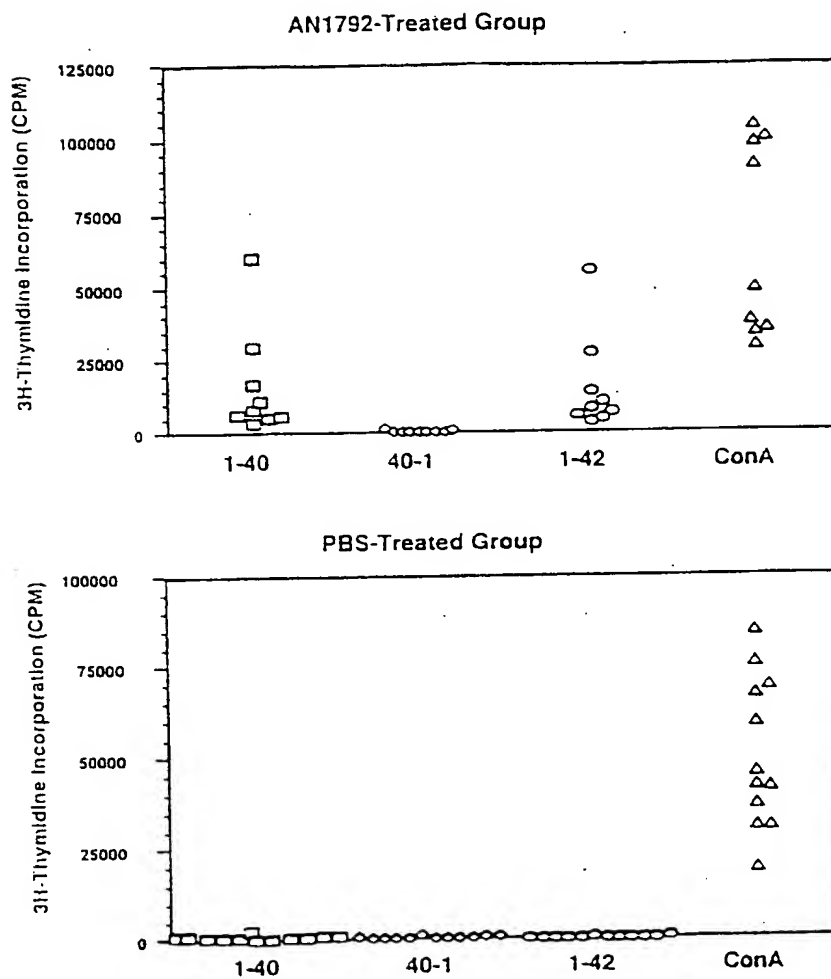 AN1792-Treated Group
3H-Thymidine Incorporation (CPM)
125000
100000
75000
50000
25000
0
1-40 40-1 1-42 ConA
PBS-Treated Group
3H-Thymidine Incorporation (CPM)
100000
75000
50000
25000
0
1-40 40-1 1-42 ConA